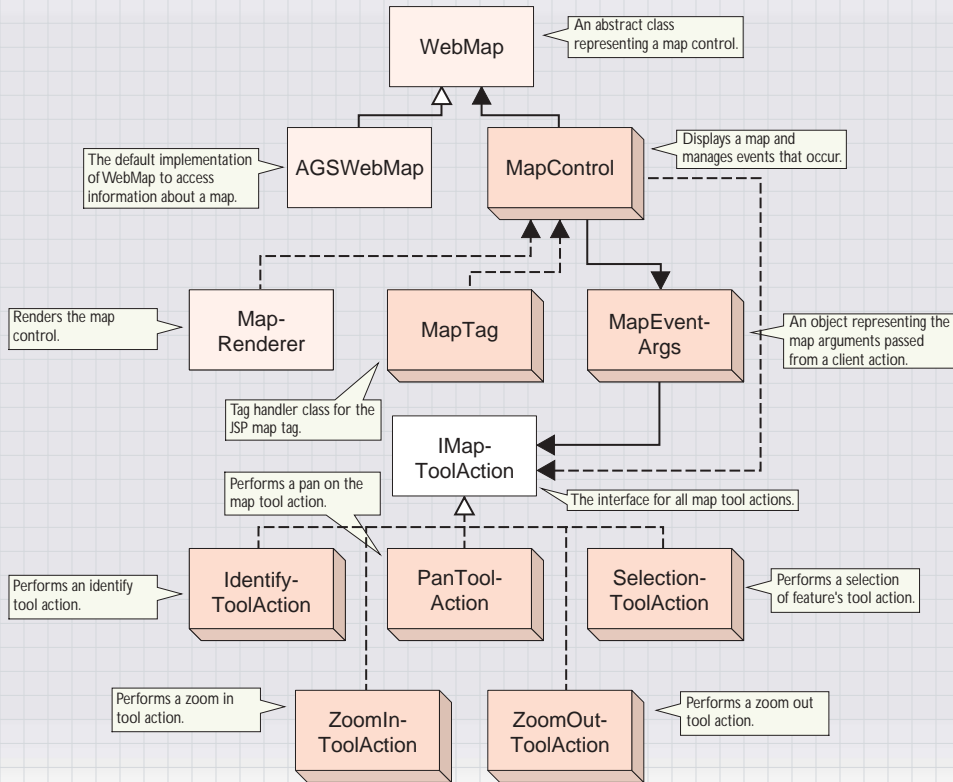 WebMap
An abstract class
representing a map control.
The default implementation
of WebMap to access
information about a map.
AGSWebMap
MapControl
Displays a map and
manages events that occur.
Renders the map
control.
Map-
Renderer
MapTag
MapEvent-
Args
An object representing the
map arguments passed
from a client action.
Tag handler class for the
JSP map tag.
IMap-
ToolAction
Performs a pan on the
map tool action.
The interface for all map tool actions.
Performs an identify
tool action.
Identify-
ToolAction
PanTool-
Action
Selection-
ToolAction
Performs a selection
of feature's tool action.
Performs a zoom in
tool action.
ZoomIn-
ToolAction
ZoomOut-
ToolAction
Performs a zoom out
tool action.